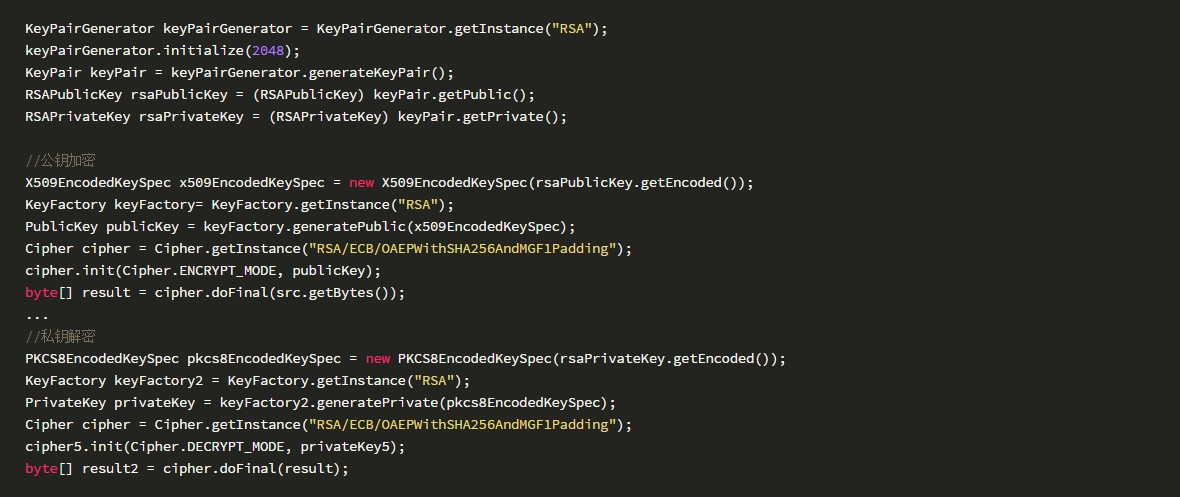 KeyPairGenerator keyPairGenerator = KeyPairGenerator.getInstance("RSA");
keyPairGenerator.initialize(2048);
KeyPair keyPair = keyPairGenerator.generateKeyPair();
RSAPublicKey rsaPublicKey = (RSAPublicKey) keyPair.getPublic();
RSAPrivateKey rsaPrivateKey = (RSAPrivateKey) keyPair.getPrivate();
//公钥加密
X509EncodedKeySpec x509EncodedKeySpec = new X509EncodedKeySpec(rsaPublicKey.getEncoded());
KeyFactory keyFactory= KeyFactory.getInstance("RSA");
PublicKey publicKey = keyFactory.generatePublic(x509EncodedKeySpec);
Cipher cipher = Cipher.getInstance("RSA/ECB/OAEPWithSHA256AndMGF1Padding");
cipher.init(Cipher.ENCRYPT_MODE, publicKey);
byte[] result = cipher.doFinal(src.getBytes());
...
//私钥解密
PKCS8EncodedKeySpec pkcs8EncodedKeySpec = new PKCS8EncodedKeySpec(rsaPrivateKey.getEncoded());
KeyFactory keyFactory2 = KeyFactory.getInstance("RSA");
PrivateKey privateKey = keyFactory2.generatePrivate(pkcs8EncodedKeySpec);
Cipher cipher = Cipher.getInstance("RSA/ECB/OAEPWithSHA256AndMGF1Padding");
cipher5.init(Cipher.DECRYPT_MODE, privateKey5);
byte[] result2 = cipher.doFinal(result);